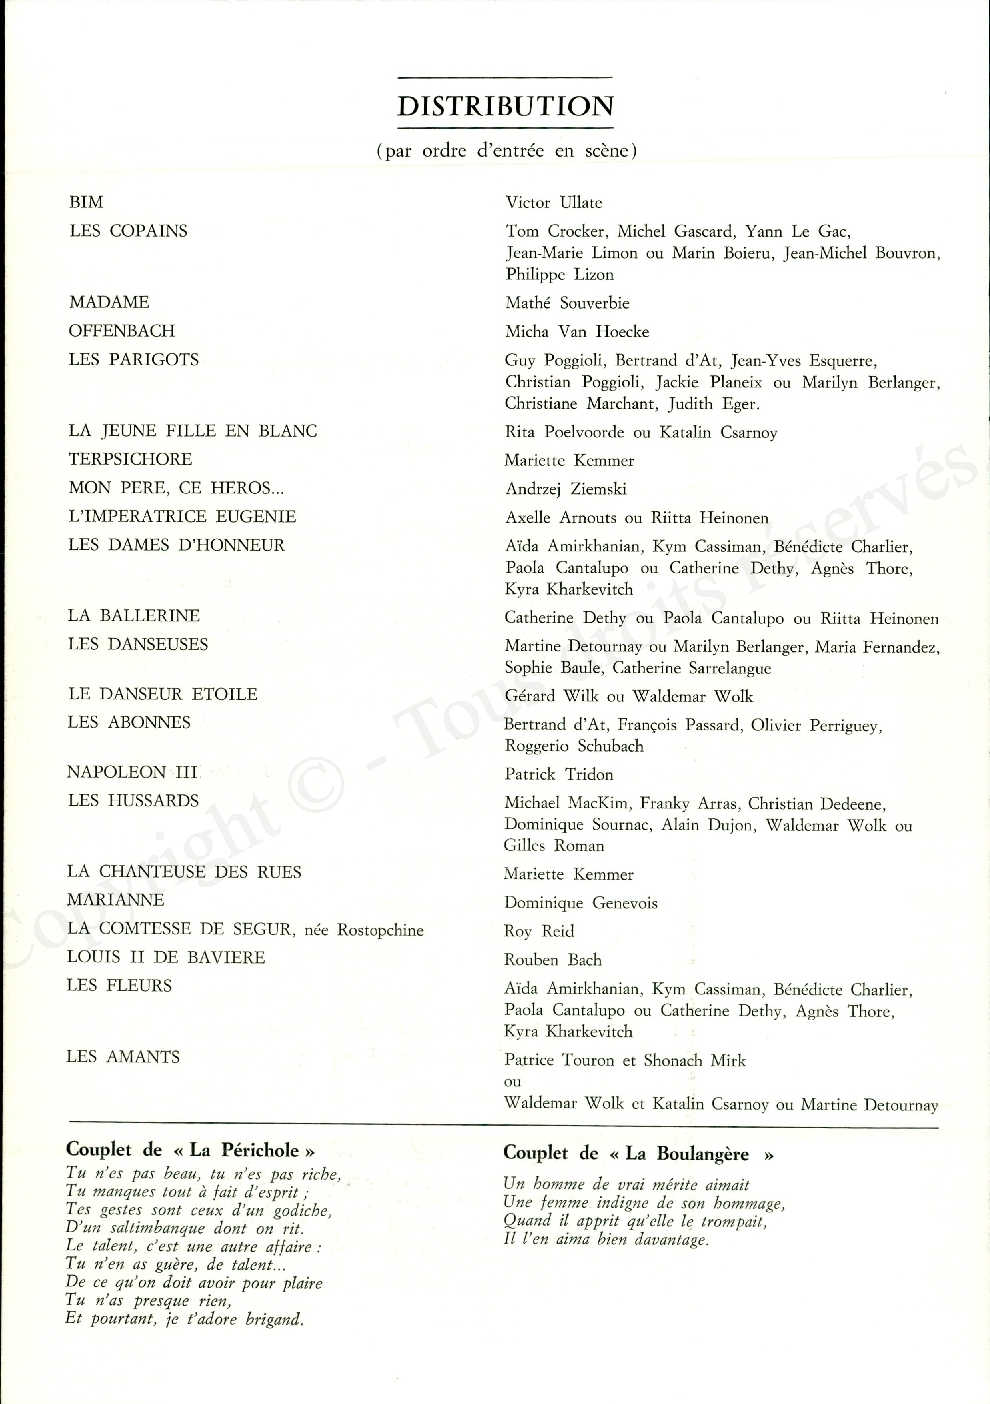 DISTRIBUTION
(par ordre d'entrée en scène)
BIM Victor Ullate
LES COPAINS Tom Crocker, Michel Gascard, Yann Le Gac,
Jean-Marie Limon ou Marin Boieru, Jean-Michel Bouvron,
Philippe Lizon
MADAME Mathé Souverbie
OFFENBACH Micha Van Hoecke
LES PARIGOTS Guy Poggioli, Bertrand d'At, Jean-Yves Esquerre,
Christian Poggioli, Jackie Planeix ou Marilyn Berlanger,
Christiane Marchant, Judith Eger.
LA JEUNE FILLE EN BLANC Rita Poelvoorde ou Katalin Csarnoy
TERPSICHORE Mariette Kemmer
MON PERE, CE HEROS... Andrzej Ziemski
L'IMPERATRICE EUGENIE Axelle Arnouts ou Riitta Heinonen
LES DAMES D'HONNEUR Aïda Amirkhanian, Kym Cassiman, Bénédicte Charlier,
Paola Cantalupo ou Catherine Dethy, Agnès Thore,
Kyra Kharkevitch
LA BALLERINE Catherine Dethy ou Paola Cantalupo ou Riitta Heinonen
LES DANSEUSES Martine Detournay ou Marilyn Berlanger, Maria Fernandez,
Sophie Baule, Catherine Sarrelangue
LE DANSEUR ETOILE Gérard Wilk ou Waldemar Wolk
LES ABONNES Bertrand d'At, François Passard, Olivier Perriguey,
Roggerio Schubach
NAPOLEON III Patrick Tridon
LES HUSSARDS Michael MacKim, Franky Arras, Christian Dedeene,
Dominique Sournac, Alain Dujon, Waldemar Wolk ou
Gilles Roman
LA CHANTEUSE DES RUES Mariette Kemmer
MARIANNE Dominique Genevois
LA COMTESSE DE SEGUR, née Rostopchine Roy Reid
LOUIS II DE BAVIERE Rouben Bach
LES FLEURS Aïda Amirkhanian, Kym Cassiman, Bénédicte Charlier,
Paola Cantalupo ou Catherine Dethy, Agnès Thore,
Kyra Kharkevitch
LES AMANTS Patrice Touron et Shonach Mirk
ou
Waldemar Wolk et Katalin Csarnoy ou Martine Detournay
Couplet de « La Périchole »
Tu n'es pas beau, tu n'es pas riche,
Tu manques tout à fait d'esprit ;
Tes gestes sont ceux d'un godiche,
D'un saltimbanque dont on rit.
Le talent, c'est une autre affaire :
Tu n'en as guère, de talent...
De ce qu'on doit avoir pour plaire
Tu n'as presque rien,
Et pourtant, je t'adore brigand.
Couplet de « La Boulangère »
Un homme de vrai mérite aimait
Une femme indigne de son hommage,
Quand il apprit qu'elle le trompait,
Il l'en aima bien davantage.
Copyright © - Tous droits réservés.